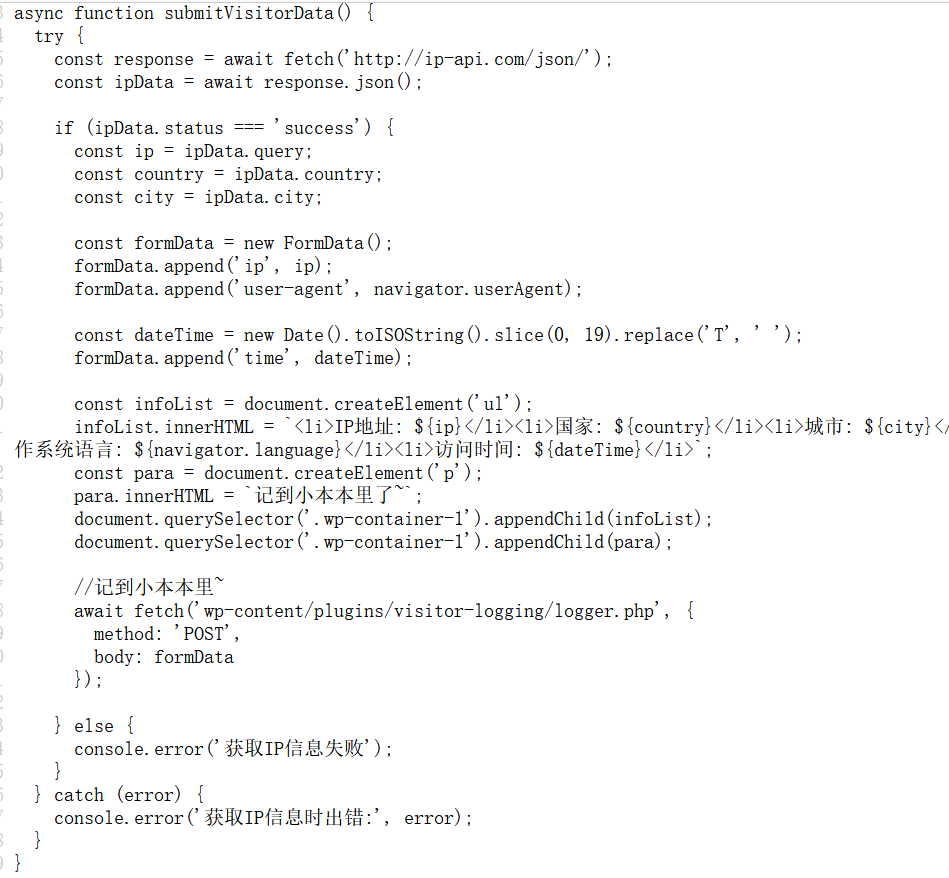 async function submitVisitorData() {
  try {
    const response = await fetch('http://ip-api.com/json/');
    const ipData = await response.json();

    if (ipData.status === 'success') {
      const ip = ipData.query;
      const country = ipData.country;
      const city = ipData.city;

      const formData = new FormData();
      formData.append('ip', ip);
      formData.append('user-agent', navigator.userAgent);

      const dateTime = new Date().toISOString().slice(0, 19).replace('T', ' ');
      formData.append('time', dateTime);

      const infoList = document.createElement('ul');
      infoList.innerHTML = `<li>IP地址: ${ip}</li><li>国家: ${country}</li><li>城市: ${city}</
作系统语言: ${navigator.language}</li><li>访问时间: ${dateTime}</li>`;
      const para = document.createElement('p');
      para.innerHTML = `记到小本本里了~`;
      document.querySelector('.wp-container-1').appendChild(infoList);
      document.querySelector('.wp-container-1').appendChild(para);

      //记到小本本里~
      await fetch('wp-content/plugins/visitor-logging/logger.php', {
        method: 'POST',
        body: formData
      });

    } else {
      console.error('获取IP信息失败');
    }
  } catch (error) {
    console.error('获取IP信息时出错:', error);
  }
}